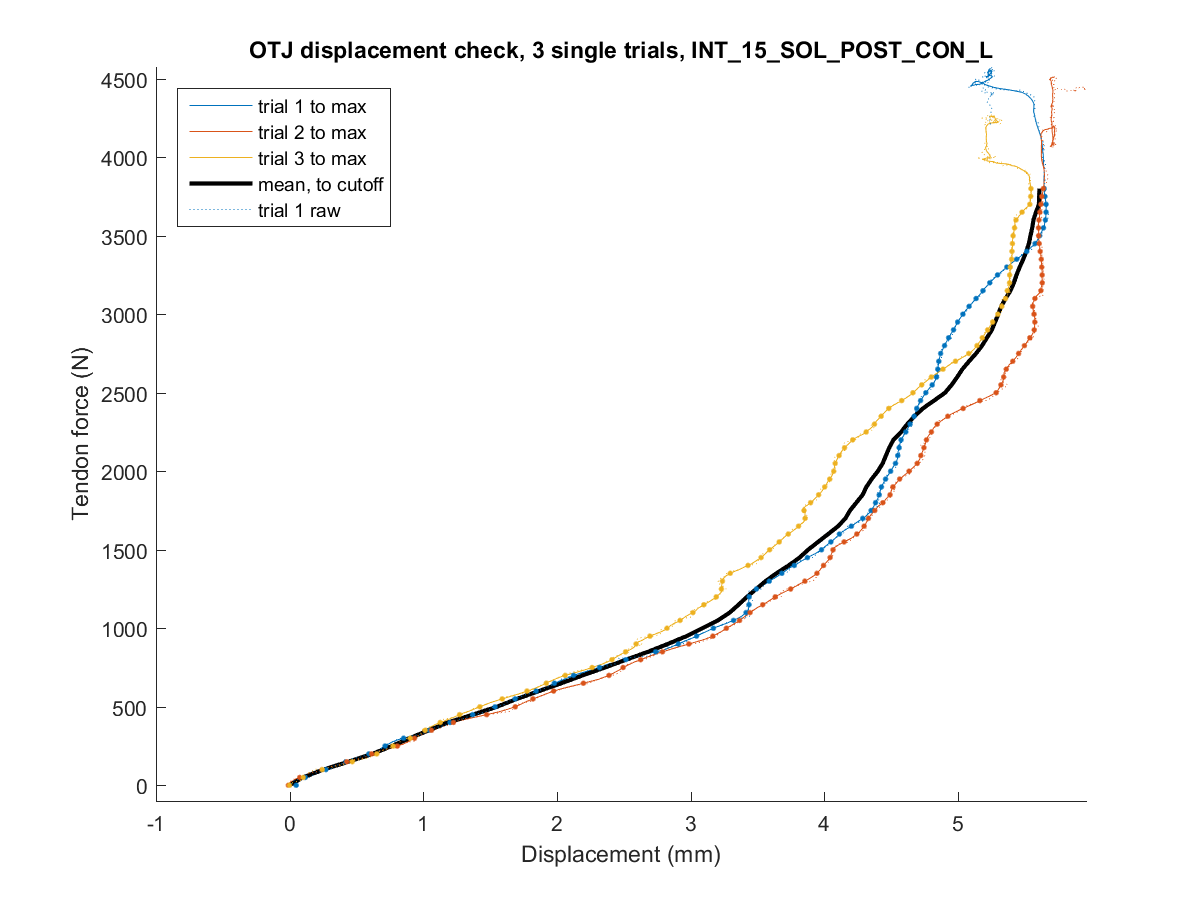 OTJ displacement check, 3 single trials, INT_15_SOL_POST_CON_L
4500
4000
3500
3000
2500
2000
1500
1000
500
0
Tendon force (N)
trial 1 to max
trial 2 to max
trial 3 to max
mean, to cutoff
trial 1 raw
-1
0
1
2
3
4
5
Displacement (mm)